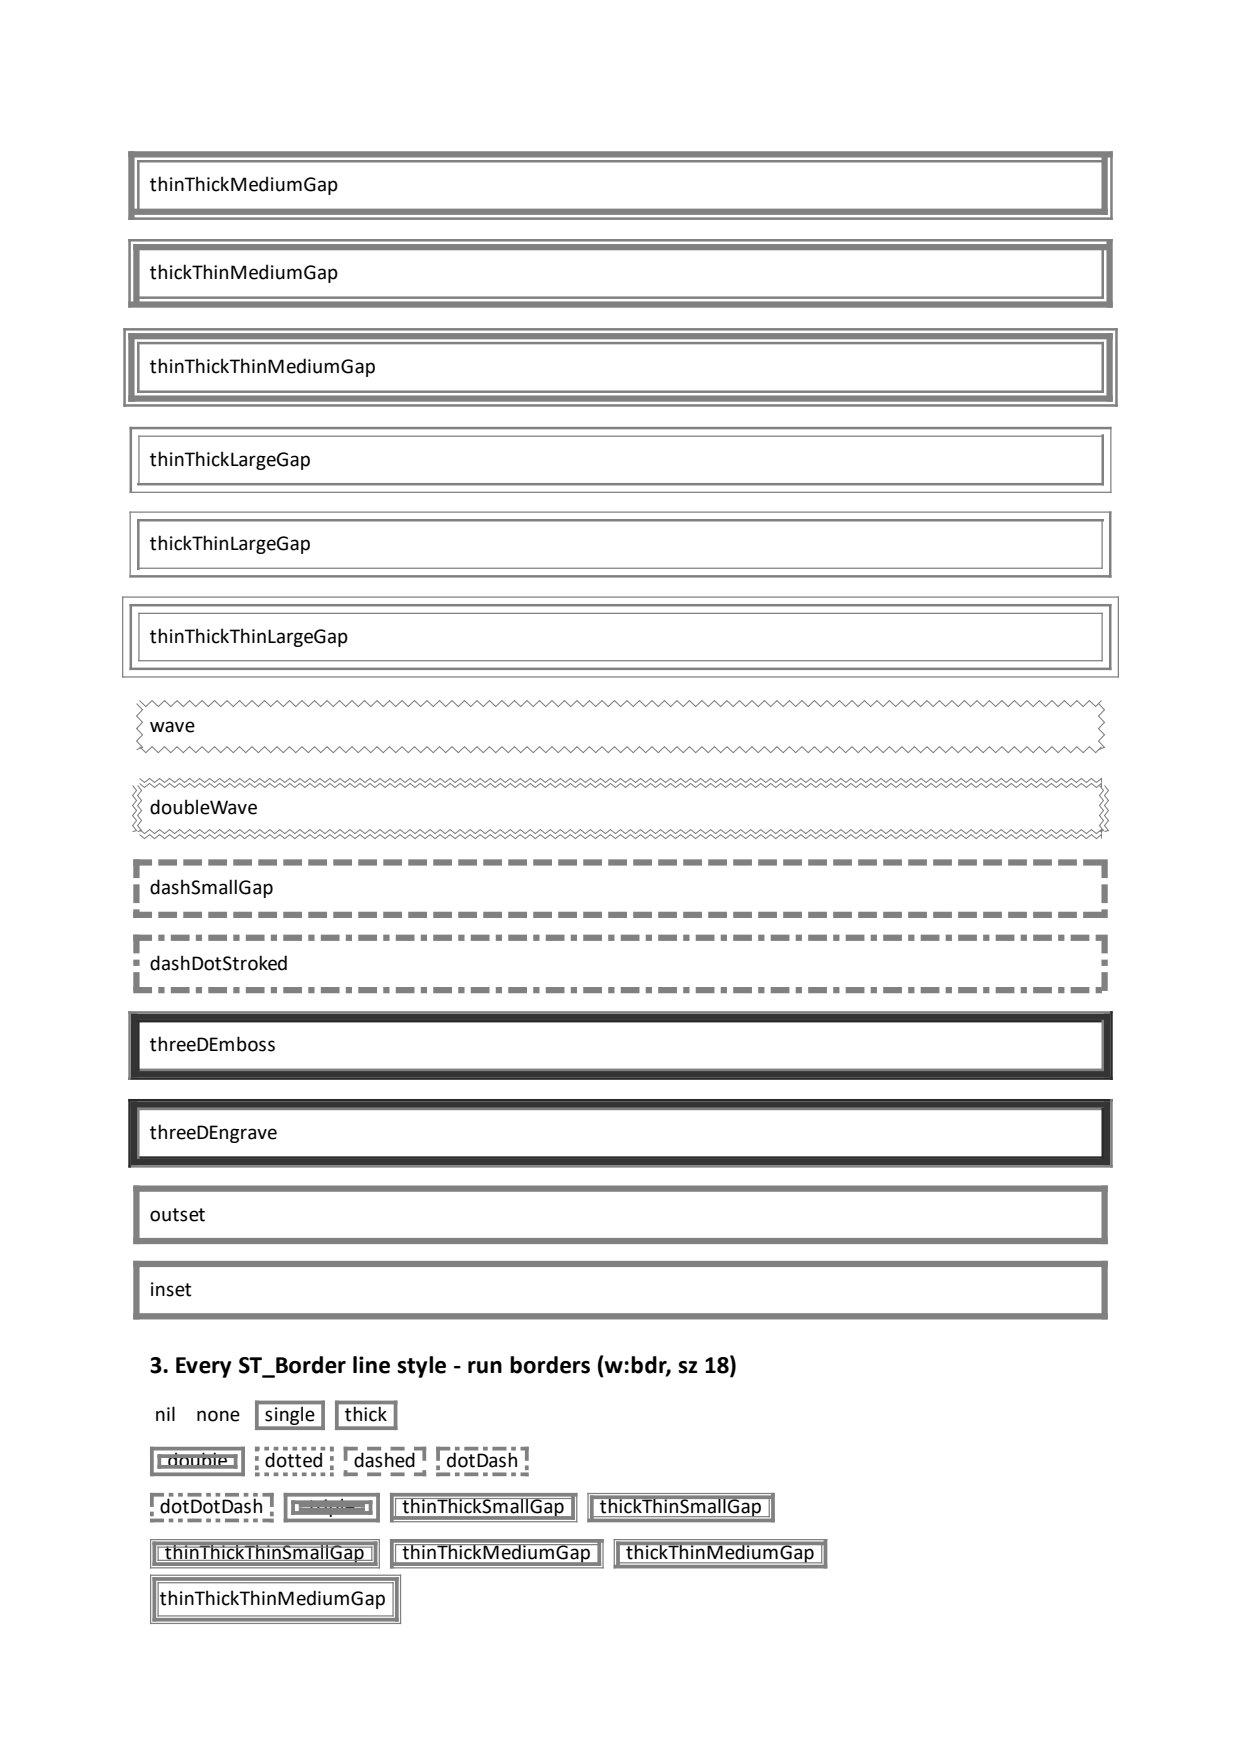 thinThickMediumGap
thickThinMediumGap
thinThickThinMediumGap
thinThickLargeGap
thickThinLargeGap
thinThickThinLargeGap
wave
doubleWave
dashSmallGap
dashDotStroked
threeDEmboss
threeDEngrave
outset
inset
3. Every ST_Border line style - run borders (w:bdr, sz 18)
nil none single thick
double dotted dashed dotDash
dotDotDash triple thinThickSmallGap thickThinSmallGap
thinThickThinSmallGap thinThickMediumGap thickThinMediumGap
thinThickThinMediumGap